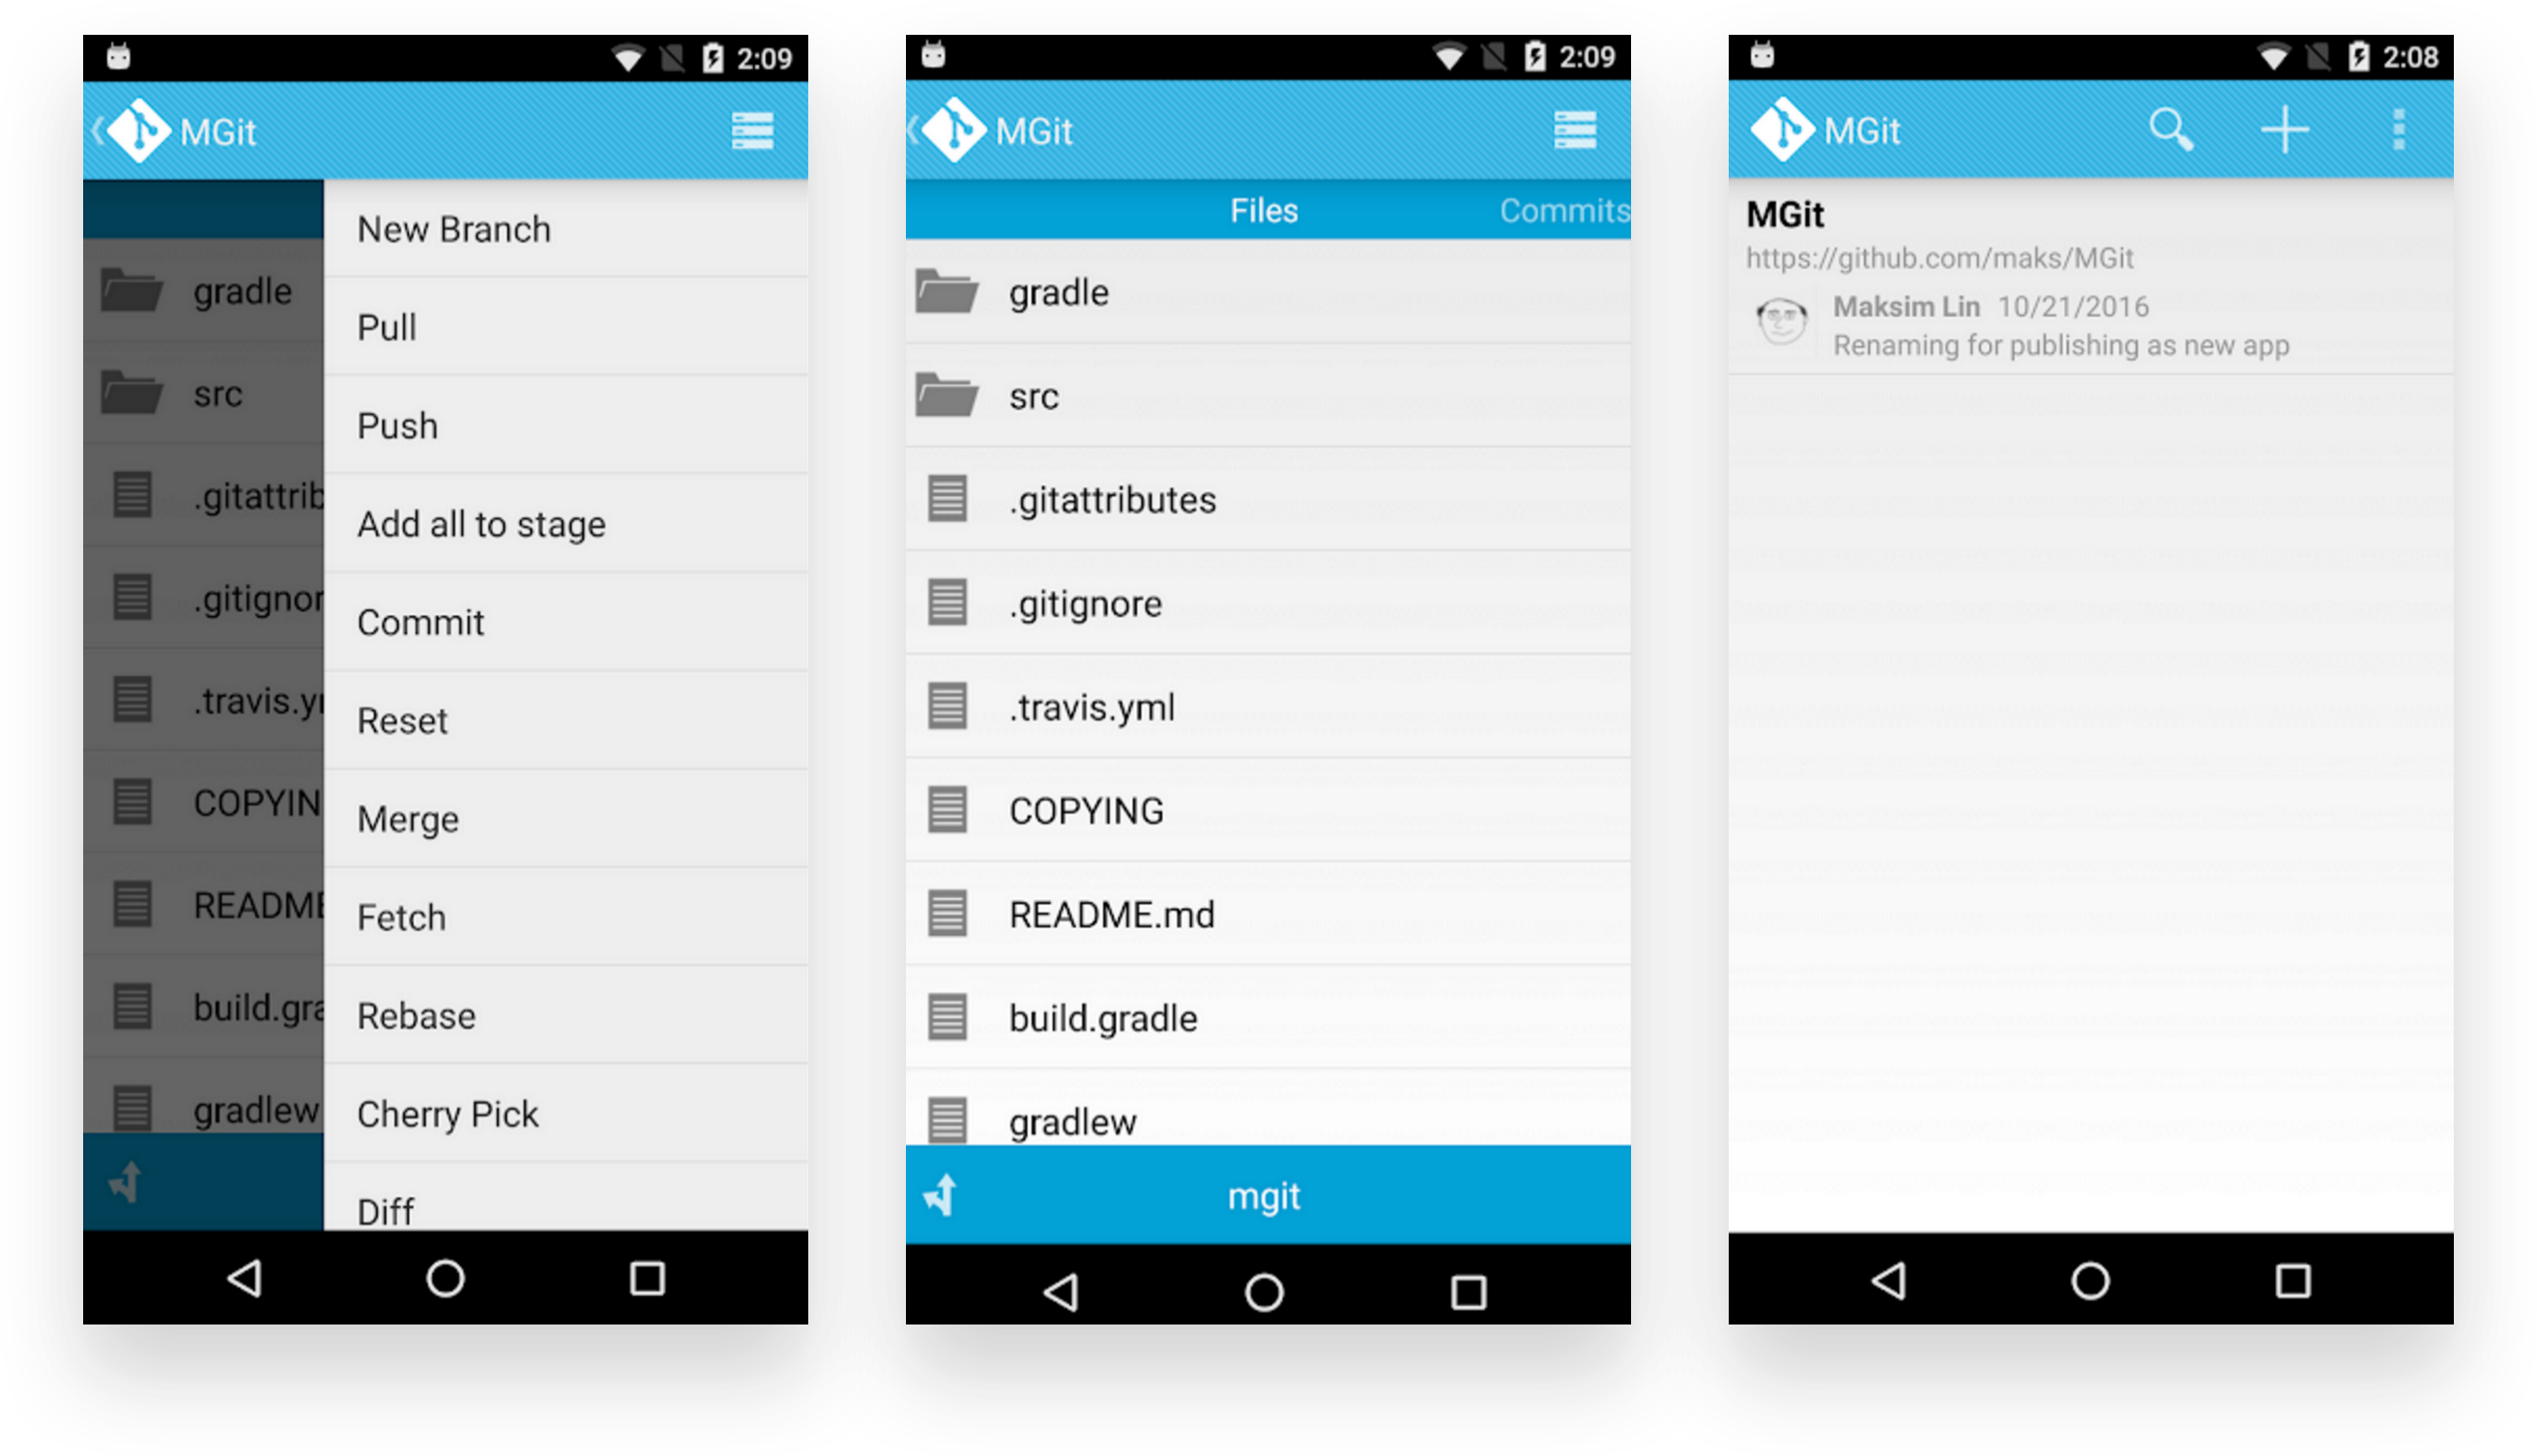 2:09
MGit
New Branch
Pull
Push
Add all to stage
Commit
Reset
Merge
Fetch
Rebase
Cherry Pick
Diff
gradle
src
.gitattrib
.gitignor
.travis.y
COPYIN
README
build.gra
gradlew
2:09
MGit
Files Commits
gradle
src
.gitattributes
.gitignore
.travis.yml
COPYING
README.md
build.gradle
gradlew
mgit
2:08
MGit
MGit
https://github.com/maks/MGit
Maksim Lin 10/21/2016
Renaming for publishing as new app